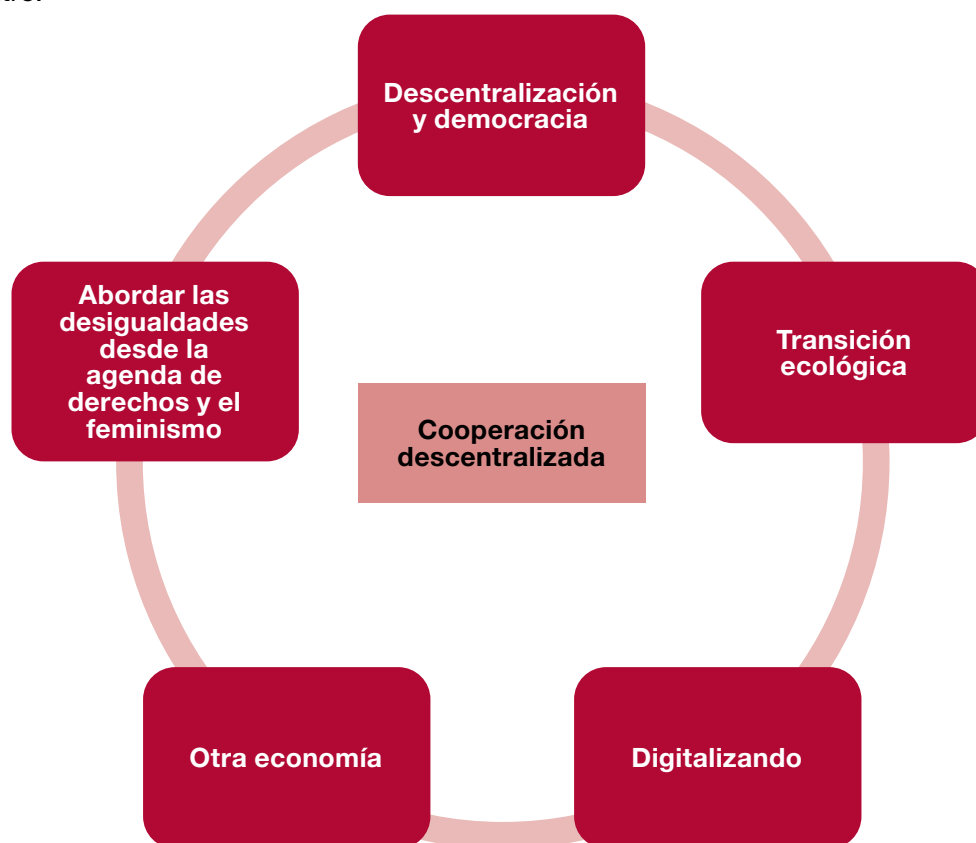 Descentralización
y democracia
Transición
ecológica
Digitalizando
Otra economía
Abordar las
desigualdades
desde la
agenda de
derechos y el
feminismo
Cooperación
descentralizada